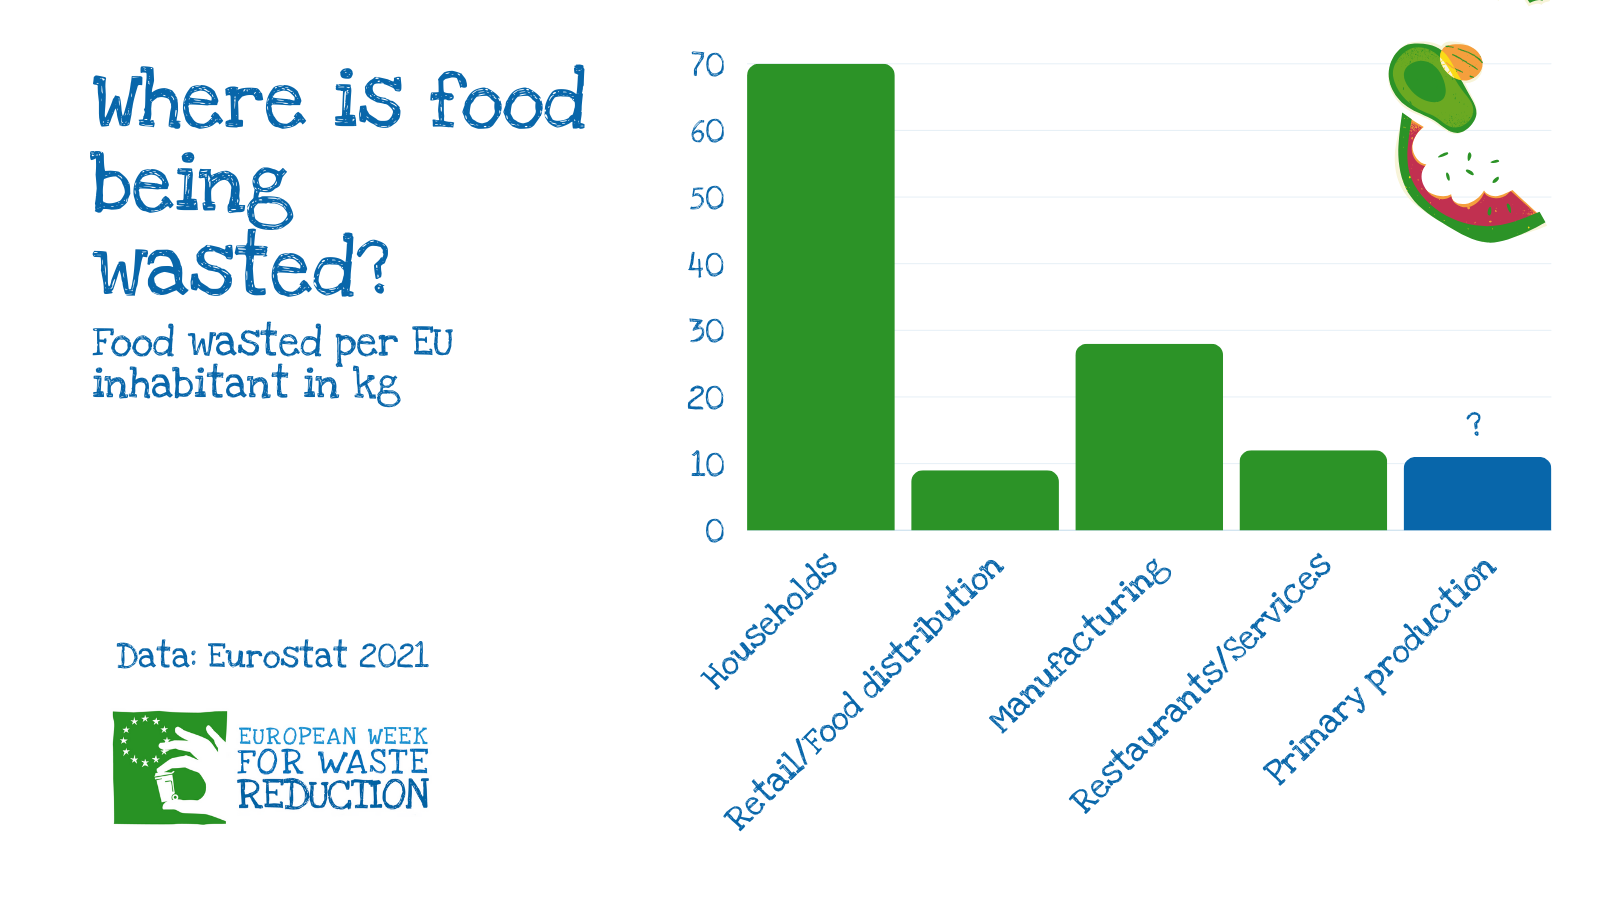 Where is food
being
wasted?
Food wasted per EU
inhabitant in kg
70
60
50
40
30
20
10
0
?
Households
Retail/Food distribution
Manufacturing
Restaurants/Services
Primary production
Data: Eurostat 2021
EUROPEAN WEEK
FOR WASTE
REDUCTION